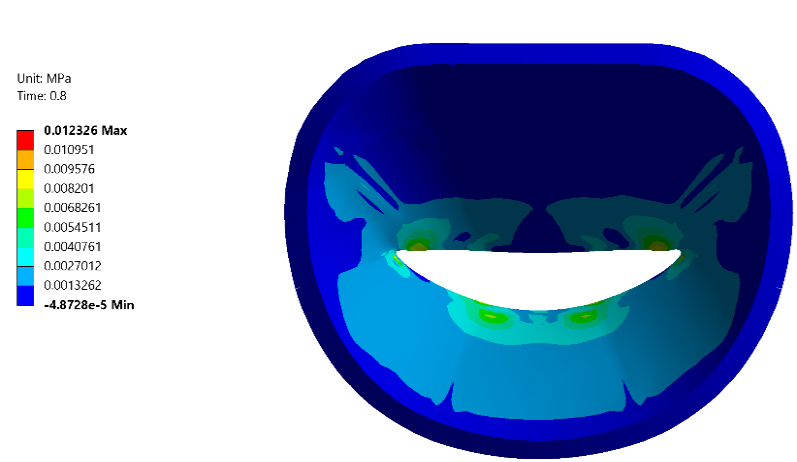 Unit: MPa
Time: 0.8
0.012326 Max
0.010951
0.009576
0.008201
0.0068261
0.0054511
0.0040761
0.0027012
0.0013262
-4.8728e-5 Min